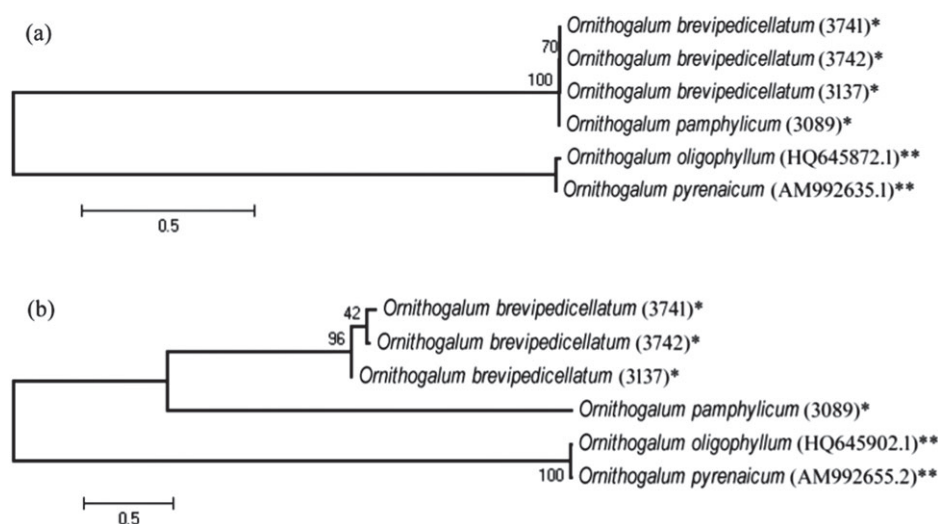 (a)
Ornithogalum brevipedicellatum (3741)*
70
Ornithogalum brevipedicellatum (3742)*
100
Ornithogalum brevipedicellatum (3137)*
Ornithogalum pamphylicum (3089)*
Ornithogalum oligophyllum (HQ645872.1)**
Ornithogalum pyrenaicum (AM992635.1)**
0.5
(b)
Ornithogalum brevipedicellatum (3741)*
42
Ornithogalum brevipedicellatum (3742)*
96
Ornithogalum brevipedicellatum (3137)*
Ornithogalum pamphylicum (3089)*
Ornithogalum oligophyllum (HQ645902.1)**
100
Ornithogalum pyrenaicum (AM992655.2)**
0.5